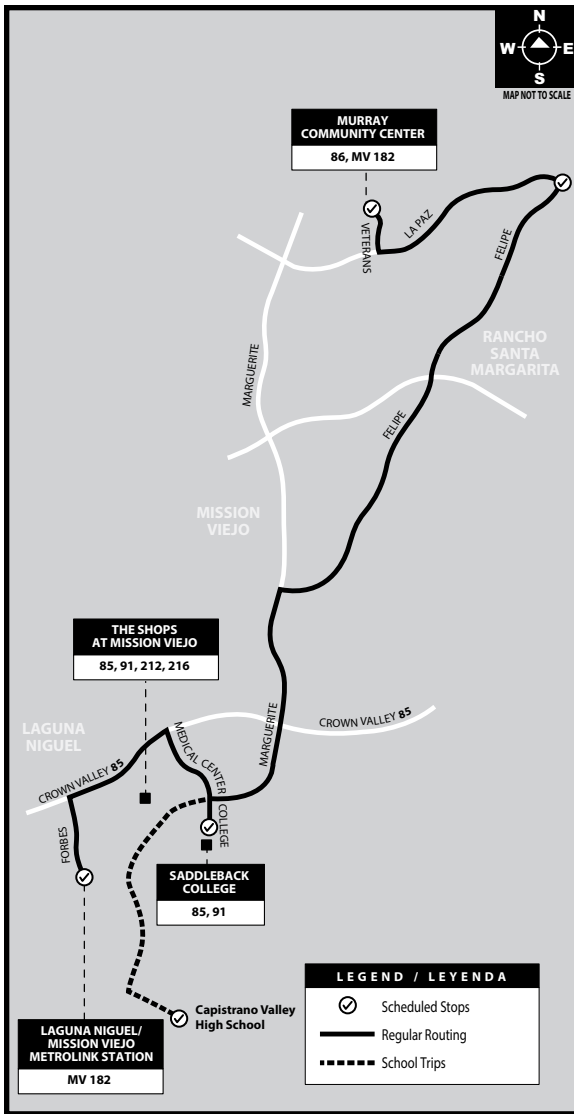 N
W E
S
MAP NOT TO SCALE
MURRAY
COMMUNITY CENTER
86, MV 182
LA PAZ
VETERANS
FELIPE
RANCHO
SANTA
MARGARITA
MARGUERITE
FELIPE
MISSION
VIEJO
THE SHOPS
AT MISSION VIEJO
85, 91, 212, 216
LAGUNA
NIGUEL
CROWN VALLEY 85
MARGUERITE
MEDICAL CENTER
CROWN VALLEY 85
COLLEGE
FORBES
SADDLEBACK
COLLEGE
85, 91
Capistrano Valley
High School
LAGUNA NIGUEL/
MISSION VIEJO
METROLINK STATION
MV 182
LEGEND / LEYENDA
Scheduled Stops
Regular Routing
School Trips